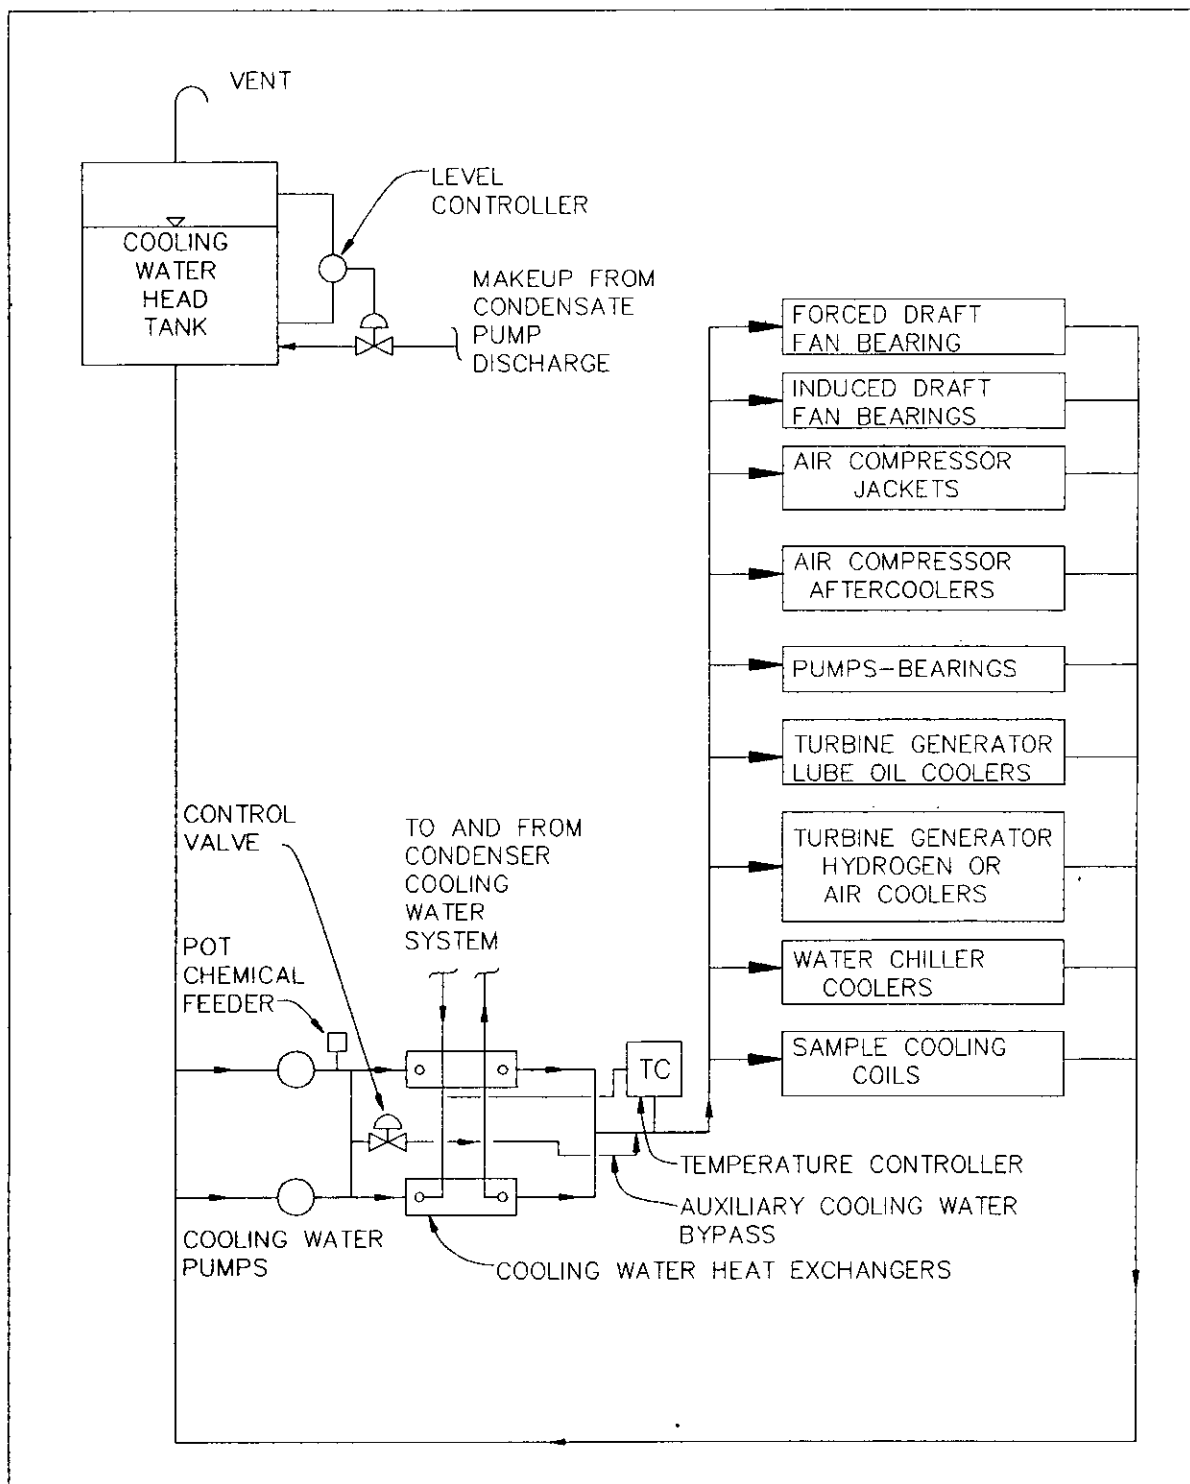 VENT
LEVEL
CONTROLLER
COOLING
WATER
HEAD
TANK
MAKEUP FROM
CONDENSATE
PUMP
DISCHARGE
FORCED DRAFT
FAN BEARING
INDUCED DRAFT
FAN BEARINGS
AIR COMPRESSOR
JACKETS
AIR COMPRESSOR
AFTERCOOLERS
PUMPS-BEARINGS
TURBINE GENERATOR
LUBE OIL COOLERS
TURBINE GENERATOR
HYDROGEN OR
AIR COOLERS
WATER CHILLER
COOLERS
SAMPLE COOLING
COILS
CONTROL
VALVE
TO AND FROM
CONDENSER
COOLING
WATER
SYSTEM
POT
CHEMICAL
FEEDER
TC
TEMPERATURE CONTROLLER
AUXILIARY COOLING WATER
BYPASS
COOLING WATER
PUMPS
COOLING WATER HEAT EXCHANGERS